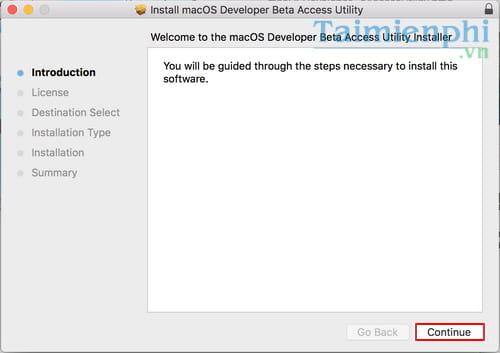 Install macOS Developer Beta Access Utility
Taimienphi
.vn
Welcome to the macOS Developer Beta Access Utility Installer
Introduction
License
Destination Select
Installation Type
Installation
Summary
You will be guided through the steps necessary to install this
software.
Go Back
Continue